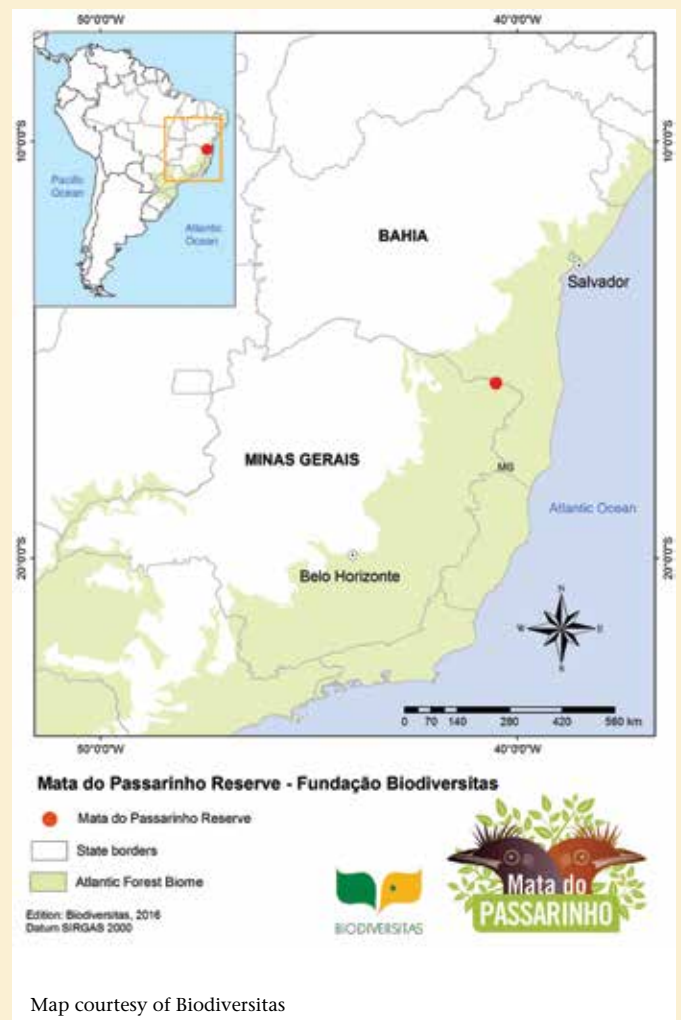 50°0'0"W
40°0'0"W
10°0'0"S
10°0'0"S
Pacific
Ocean
Atlantic
Ocean
BAHIA
Salvador
MINAS GERAIS
MG
Atlantic Ocean
20°0'0"S
20°0'0"S
Belo Horizonte
N
W
E
S
0 70 140 280 420 560 km
50°0'0"W
40°0'0"W
Mata do Passarinho Reserve - Fundação Biodiversitas
Mata do Passarinho Reserve
State borders
Atlantic Forest Biome
Edition: Biodiversitas, 2016
Datum SIRGAS 2000
BIODIVERSITAS
Mata do
PASSARINHO
Map courtesy of Biodiversitas